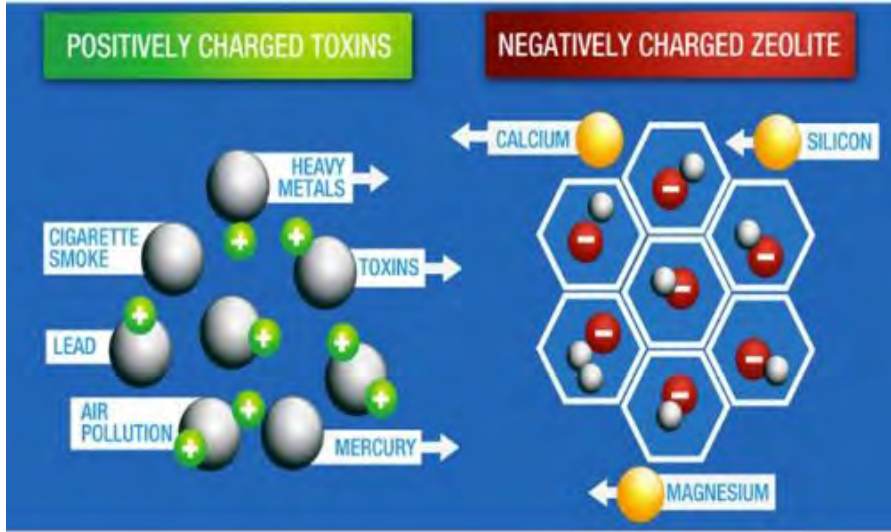 POSITIVELY CHARGED TOXINS
NEGATIVELY CHARGED ZEOLITE
HEAVY
METALS
CIGARETTE
SMOKE
TOXINS
LEAD
AIR
POLLUTION
MERCURY
CALCIUM
SILICON
MAGNESIUM